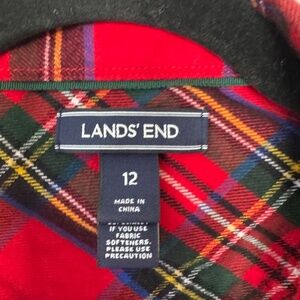 LANDS' END
12
MADE IN
CHINA
IF YOU USE
FABRIC
SOFTENERS,
PLEASE USE
PRECAUTION